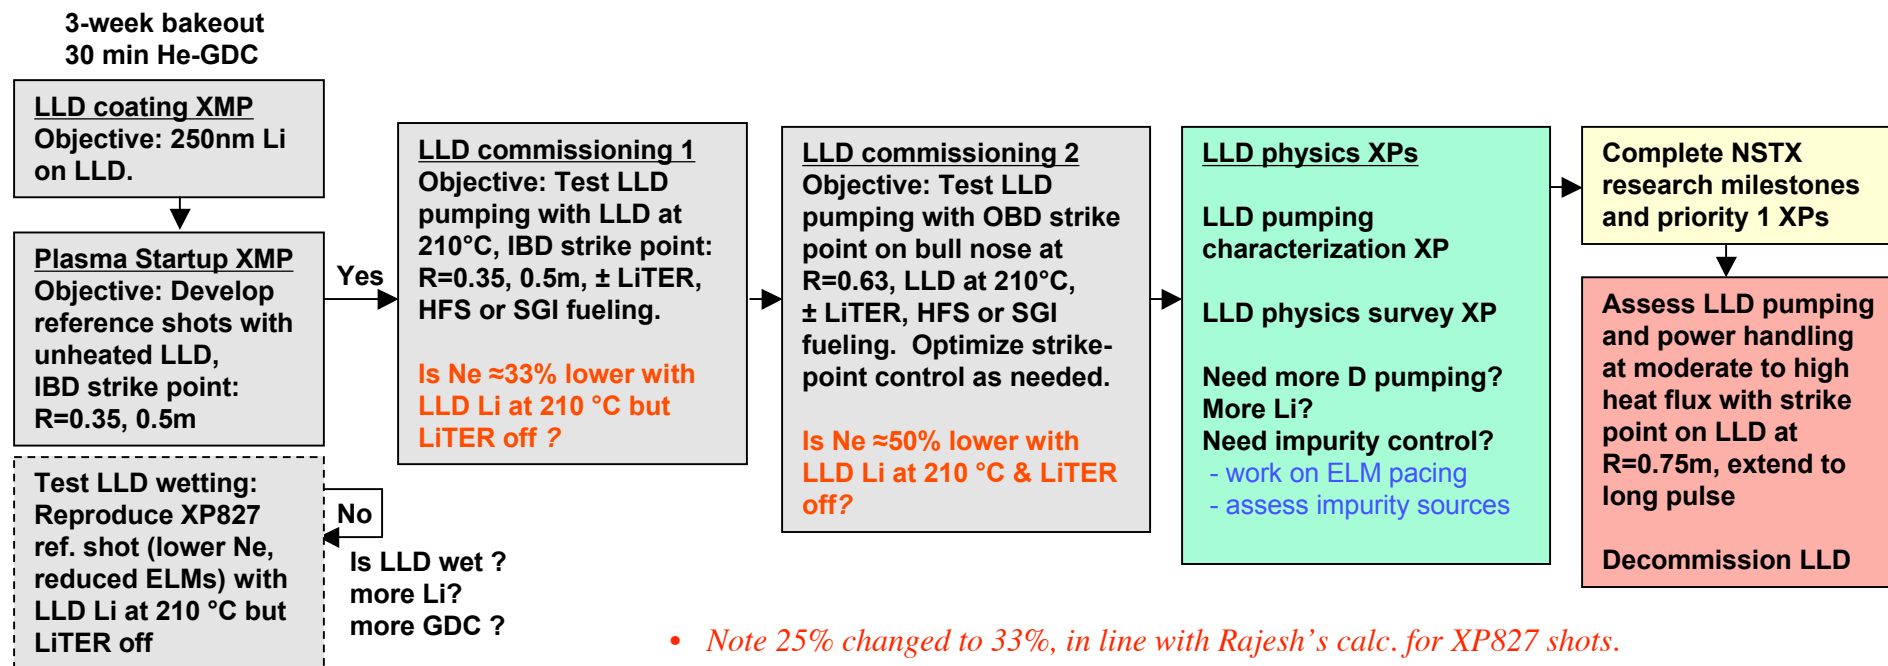 3-week bakeout
30 min He-GDC
LLD coating XMP
Objective: 250nm Li
on LLD.
Plasma Startup XMP
Objective: Develop
reference shots with
unheated LLD,
IBD strike point:
R=0.35, 0.5m
Test LLD wetting:
Reproduce XP827
ref. shot (lower Ne,
reduced ELMs) with
LLD Li at 210 °C but
LiTER off
Yes
No
Is LLD wet ?
more Li?
more GDC ?
LLD commissioning 1
Objective: Test LLD
pumping with LLD at
210°C, IBD strike point:
R=0.35, 0.5m, ± LiTER,
HFS or SGI fueling.
Is Ne ≈33% lower with
LLD Li at 210 °C but
LiTER off ?
LLD commissioning 2
Objective: Test LLD
pumping with OBD strike
point on bull nose at
R=0.63, LLD at 210°C,
± LiTER, HFS or SGI
fueling. Optimize strike-
point control as needed.
Is Ne ≈50% lower with
LLD Li at 210 °C & LiTER
off?
LLD physics XPs
LLD pumping
characterization XP
LLD physics survey XP
Need more D pumping?
More Li?
Need impurity control?
- work on ELM pacing
- assess impurity sources
Complete NSTX
research milestones
and priority 1 XPs
Assess LLD pumping
and power handling
at moderate to high
heat flux with strike
point on LLD at
R=0.75m, extend to
long pulse
Decommission LLD
• Note 25% changed to 33%, in line with Rajesh's calc. for XP827 shots.